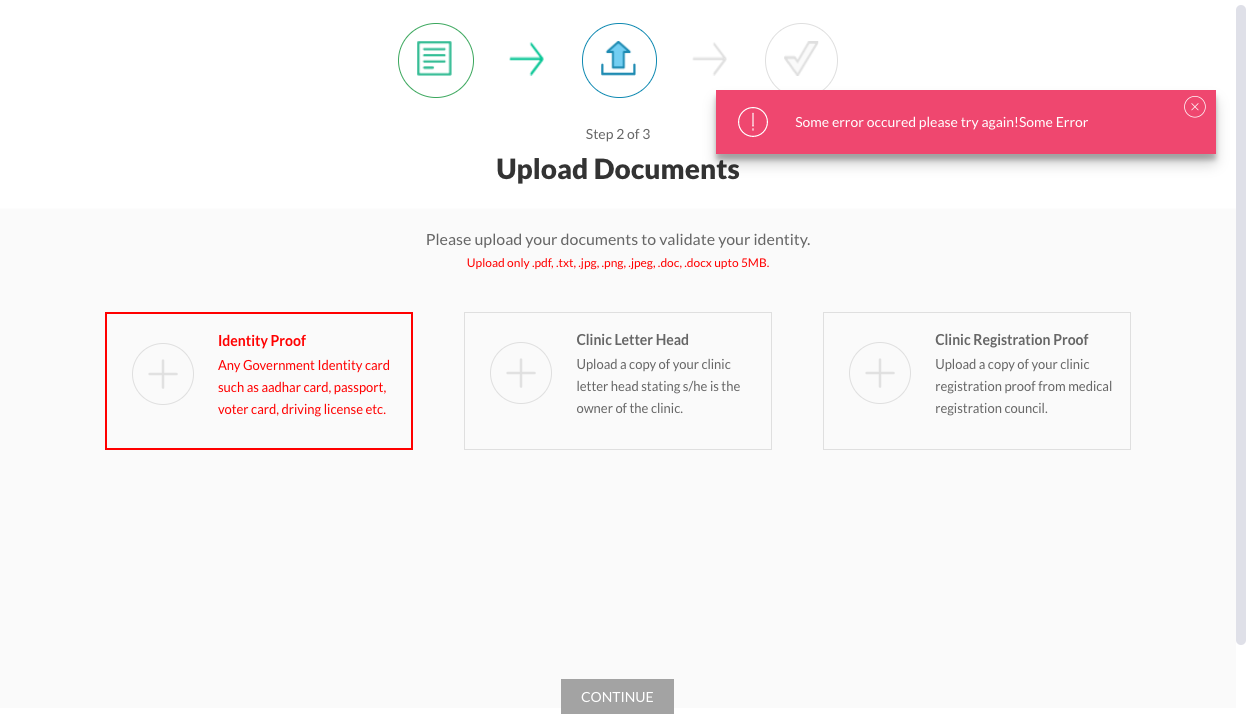 Some error occured please try again!Some Error
Step 2 of 3
Upload Documents
Please upload your documents to validate your identity.
Upload only .pdf, .txt, .jpg, .png, .jpeg, .doc, .docx upto 5MB.
Identity Proof
Any Government Identity card
such as aadhar card, passport,
voter card, driving license etc.
Clinic Letter Head
Upload a copy of your clinic
letter head stating s/he is the
owner of the clinic.
Clinic Registration Proof
Upload a copy of your clinic
registration proof from medical
registration council.
CONTINUE